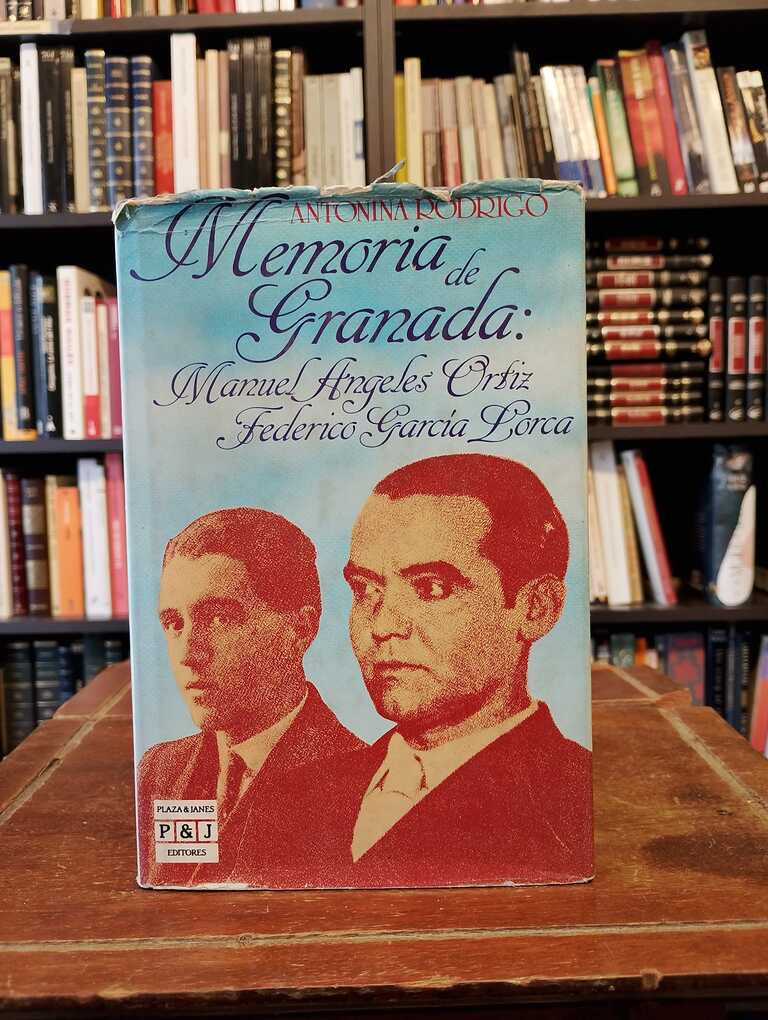 ANTONINA RODRIGO
Memoria
de
Granada:
Manuel Angeles Ortiz
Federico García Lorca
PLAZA & JANES
P & J
EDITORES